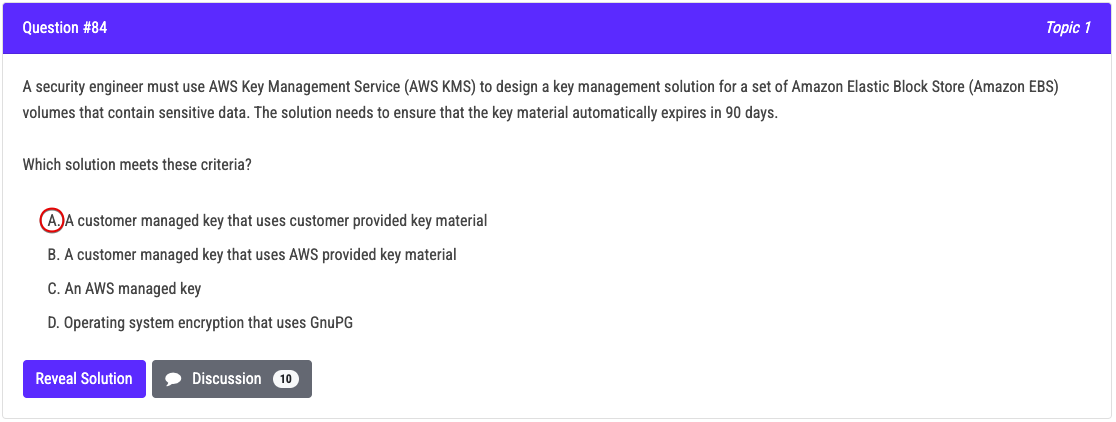 Question #84
Topic 1
A security engineer must use AWS Key Management Service (AWS KMS) to design a key management solution for a set of Amazon Elastic Block Store (Amazon EBS)
volumes that contain sensitive data. The solution needs to ensure that the key material automatically expires in 90 days.
Which solution meets these criteria?
A. A customer managed key that uses customer provided key material
B. A customer managed key that uses AWS provided key material
C. An AWS managed key
D. Operating system encryption that uses GnuPG
Reveal Solution
Discussion 10